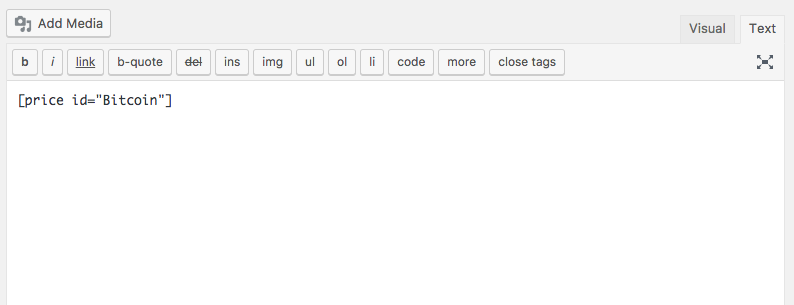 Add Media
Visual Text
b i link b-quote del ins img ul ol li code more close tags
[price id="Bitcoin"]